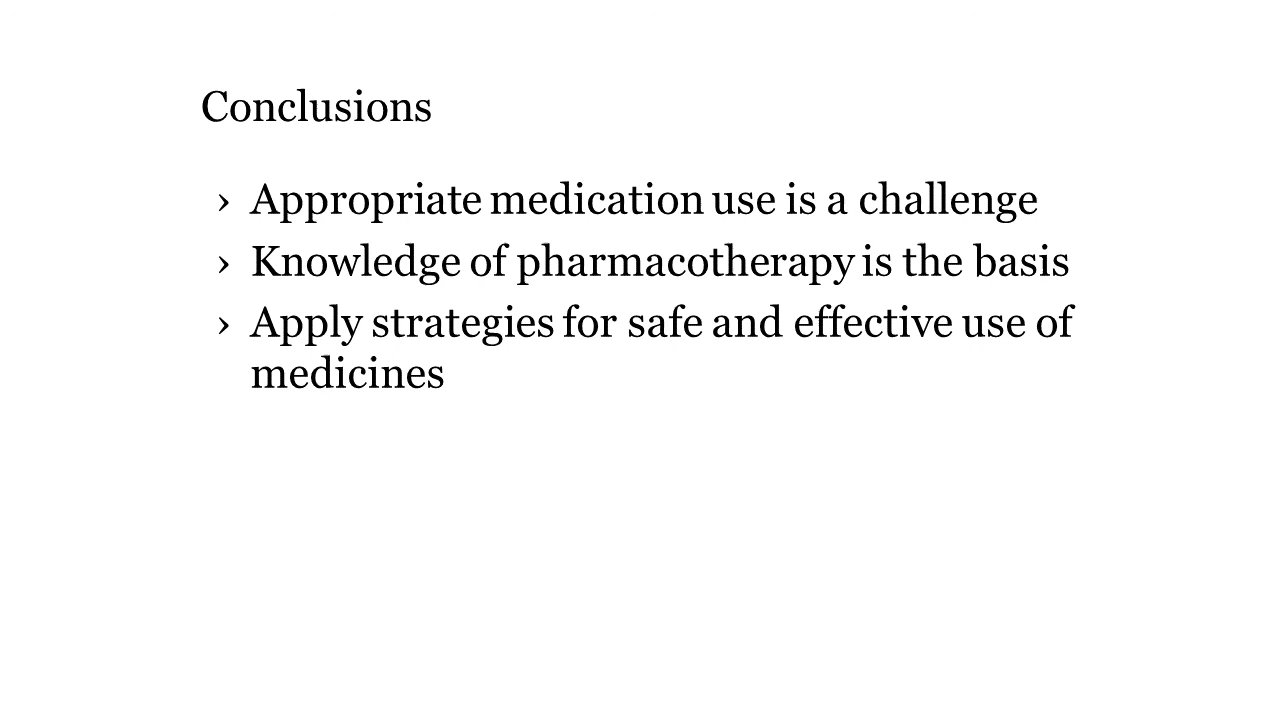 Conclusions
› Appropriate medication use is a challenge
› Knowledge of pharmacotherapy is the basis
› Apply strategies for safe and effective use of
medicines